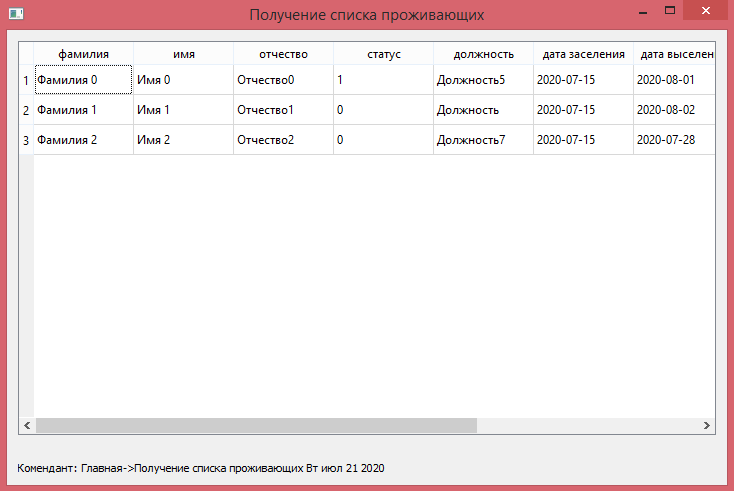 Получение списка проживающих
фамилия имя отчество статус должность дата заселения дата выселен
1 Фамилия 0 Имя 0 Отчество0 1 Должность5 2020-07-15 2020-08-01
2 Фамилия 1 Имя 1 Отчество1 0 Должность 2020-07-15 2020-08-02
3 Фамилия 2 Имя 2 Отчество2 0 Должность7 2020-07-15 2020-07-28
Комендант: Главная->Получение списка проживающих Вт июл 21 2020